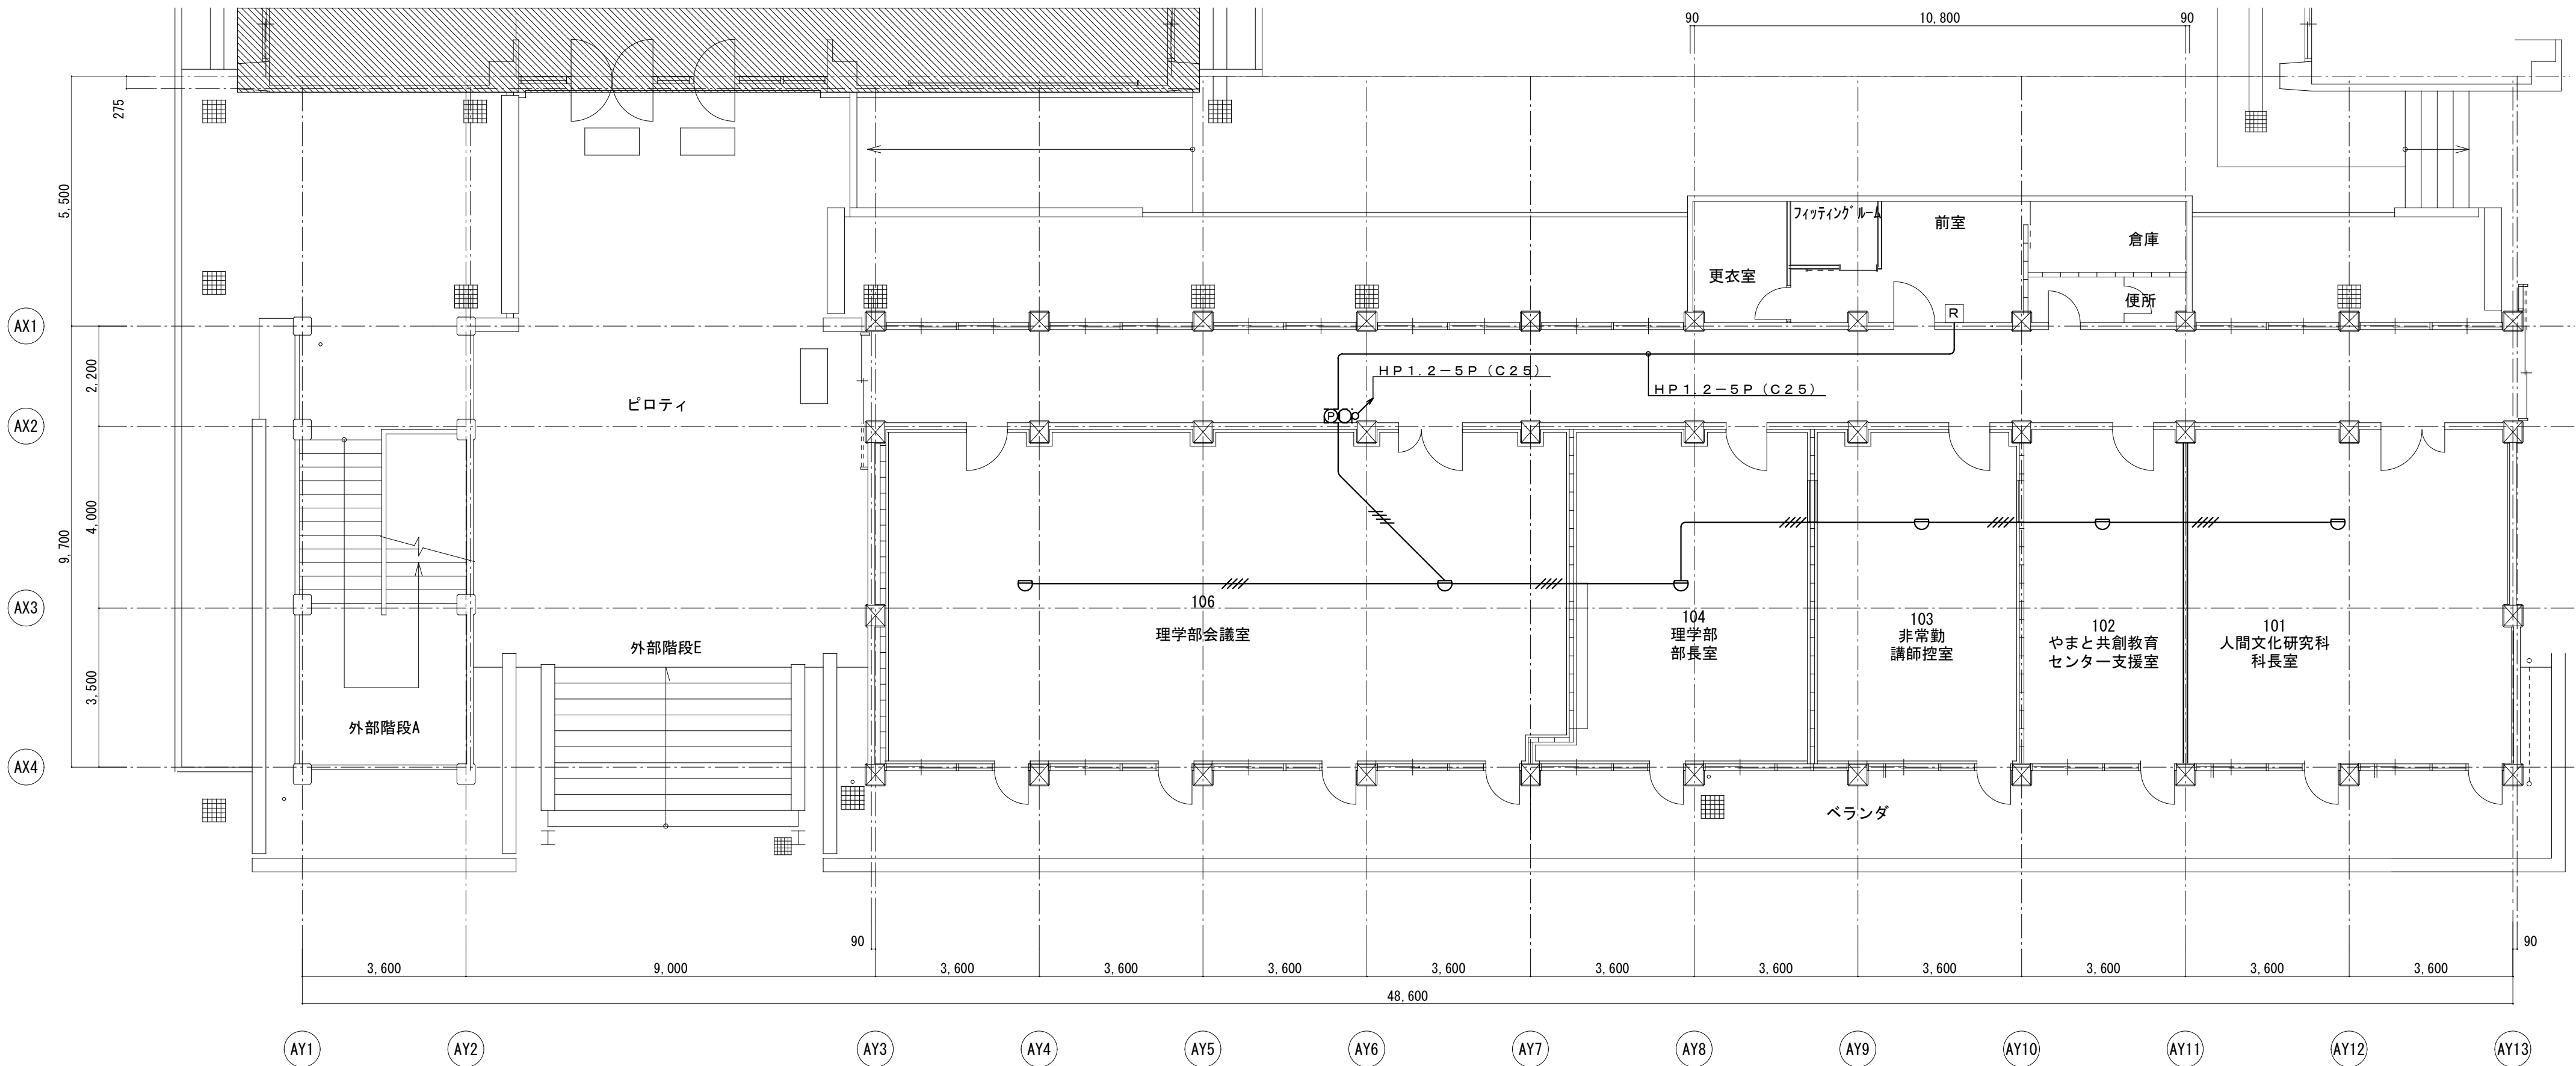 90
10,800
90
275
5,500
フィッティングルーム
前室
倉庫
更衣室
便所
R
AX1
2,200
HP1.2−5P(C25)
HP1.2−5P(C25)
ピロティ
P
AX2
4,000
9,700
AX3
106
理学部会議室
104
理学部
部長室
103
非常勤
講師控室
102
やまと共創教育
センター支援室
101
人間文化研究科
科長室
外部階段E
3,500
外部階段A
AX4
ベランダ
90
90
3,600
9,000
3,600
3,600
3,600
3,600
3,600
3,600
3,600
3,600
3,600
3,600
48,600
AY1
AY2
AY3
AY4
AY5
AY6
AY7
AY8
AY9
AY10
AY11
AY12
AY13